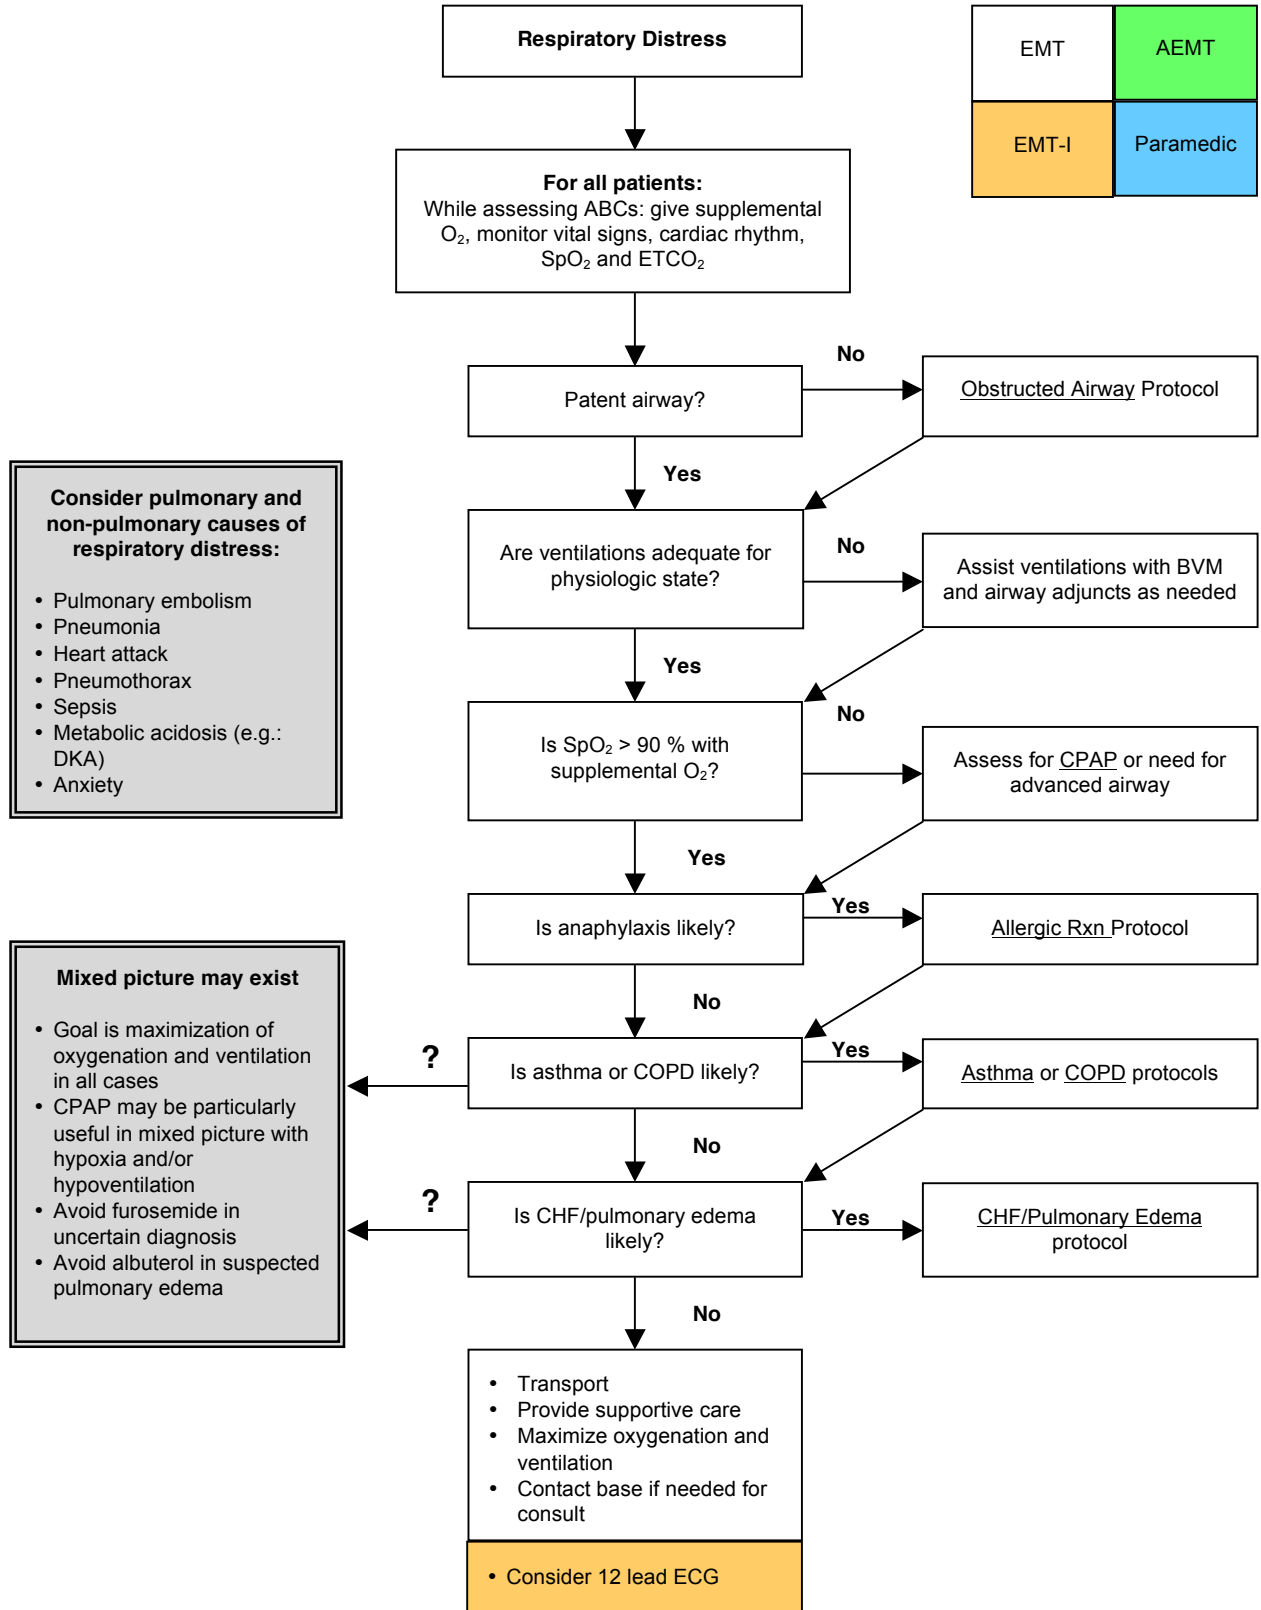 Respiratory Distress
EMT
AEMT
EMT-I
Paramedic
For all patients:
While assessing ABCs: give supplemental
O₂, monitor vital signs, cardiac rhythm,
SpO₂ and ETCO₂
No
Patent airway?
Obstructed Airway Protocol
Yes
Consider pulmonary and
non-pulmonary causes of
respiratory distress:
• Pulmonary embolism
• Pneumonia
• Heart attack
• Pneumothorax
• Sepsis
• Metabolic acidosis (e.g.:
DKA)
• Anxiety
Are ventilations adequate for
physiologic state?
No
Assist ventilations with BVM
and airway adjuncts as needed
Yes
Is SpO₂ > 90 % with
supplemental O₂?
No
Assess for CPAP or need for
advanced airway
Yes
Is anaphylaxis likely?
Yes
Allergic Rxn Protocol
No
Mixed picture may exist
• Goal is maximization of
oxygenation and ventilation
in all cases
• CPAP may be particularly
useful in mixed picture with
hypoxia and/or
hypoventilation
• Avoid furosemide in
uncertain diagnosis
• Avoid albuterol in suspected
pulmonary edema
?
Is asthma or COPD likely?
Yes
Asthma or COPD protocols
No
?
Is CHF/pulmonary edema
likely?
Yes
CHF/Pulmonary Edema
protocol
No
• Transport
• Provide supportive care
• Maximize oxygenation and
ventilation
• Contact base if needed for
consult
• Consider 12 lead ECG